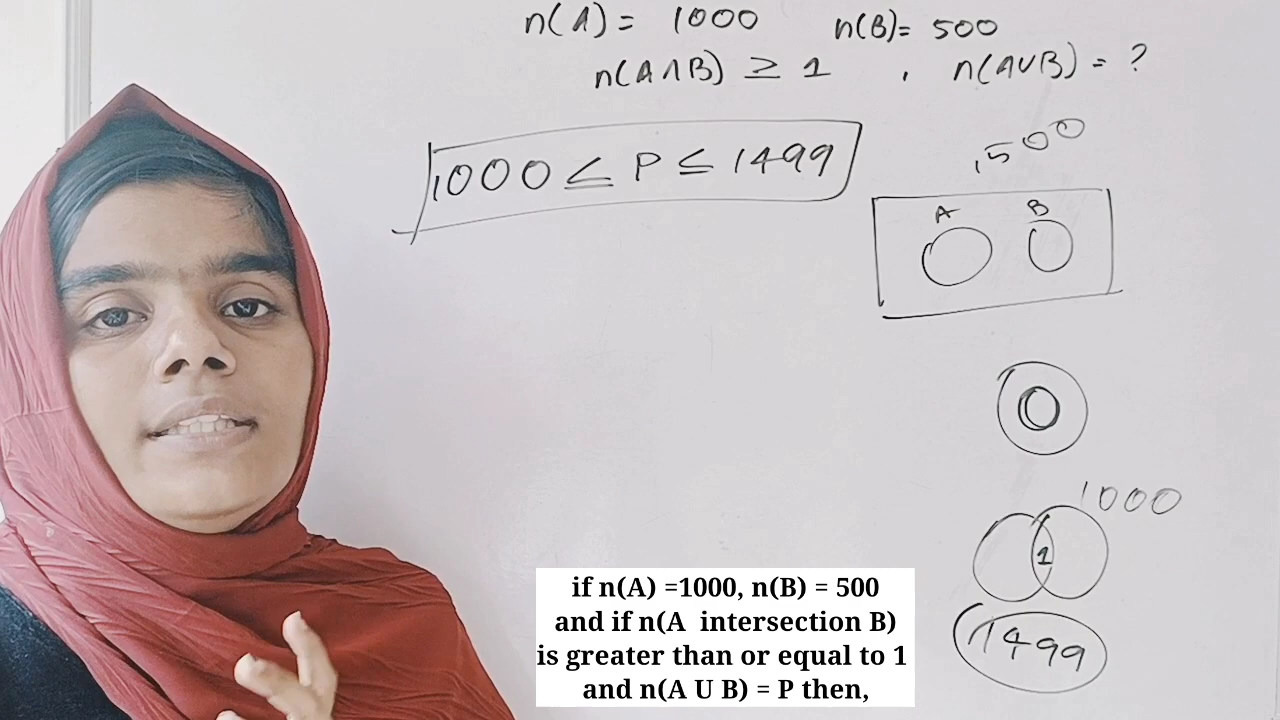 n(A) = 1000 n(B) = 500
n(A∩B) ≥ 1 , n(A∪B) = ?
1000 ≤ P ≤ 1499
1500
A B
1000
1
1499
if n(A) =1000, n(B) = 500
and if n(A intersection B)
is greater than or equal to 1
and n(A U B) = P then,